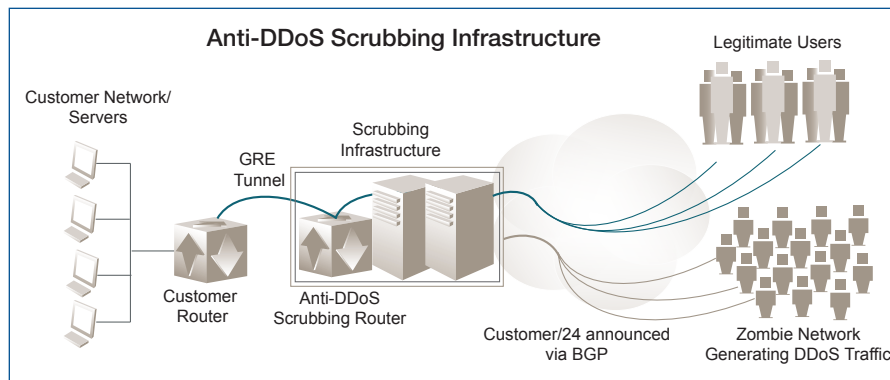 Anti-DDoS Scrubbing Infrastructure
Legitimate Users
Customer Network/
Servers
Scrubbing
Infrastructure
GRE
Tunnel
Customer
Router
Anti-DDoS
Scrubbing Router
Customer/24 announced
via BGP
Zombie Network
Generating DDoS Traffic